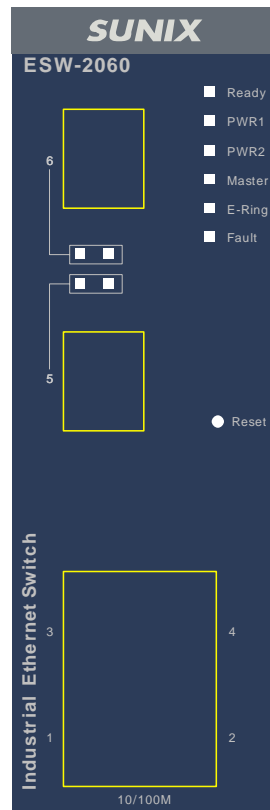 SUNIX
ESW-2060
Ready
PWR1
6
PWR2
Master
E-Ring
Fault
5
Reset
Industrial Ethernet Switch
3
4
1
2
10/100M